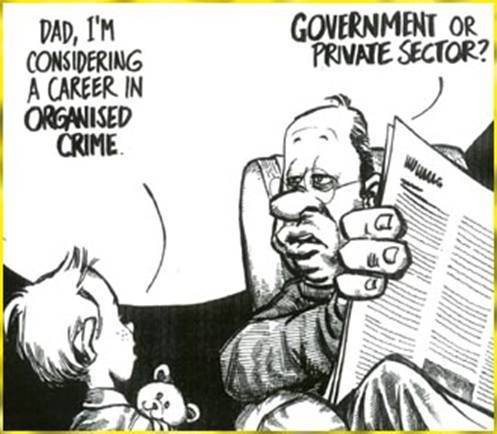 DAD, I'M
CONSIDERING
A CAREER IN
ORGANISED
CRIME.
GOVERNMENT OR
PRIVATE SECTOR?